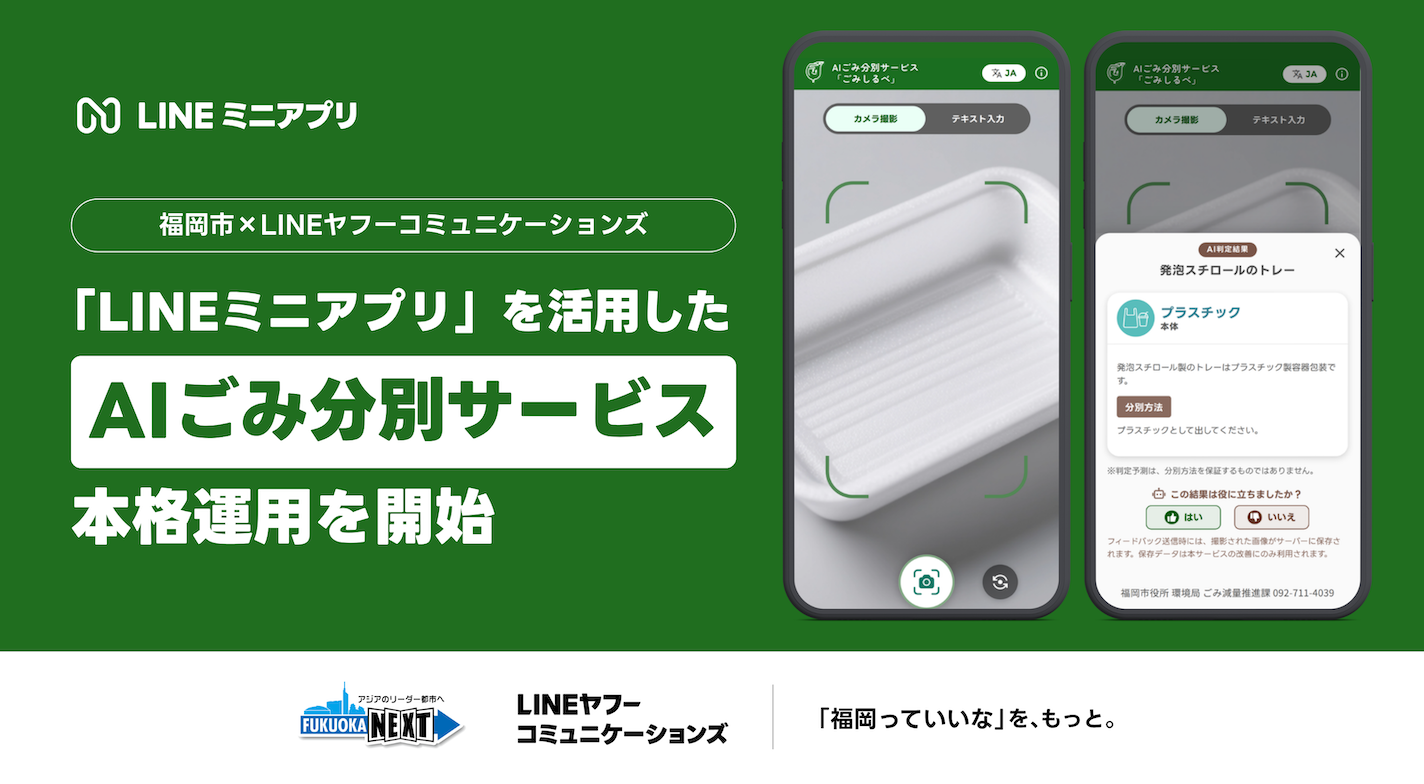 LINE ミニアプリ
福岡市×LINEヤフーコミュニケーションズ
「LINEミニアプリ」を活用した
AIごみ分別サービス
本格運用を開始
AIごみ分別サービス
「ごみしるべ」
JA
カメラ撮影
テキスト入力
AIごみ分別サービス
「ごみしるべ」
JA
カメラ撮影
テキスト入力
AI判定結果
発泡スチロールのトレー
プラスチック
本体
発泡スチロール製のトレーはプラスチック製容器包装で
す。
分別方法
プラスチックとして出してください。
※判定予測は、分別方法を保証するものではありません。
この結果は役に立ちましたか？
はい
いいえ
フィードバック送信時には、撮影された画像がサーバーに保存さ
れます。保存データは本サービスの改善にのみ利用されます。
福岡市役所 環境局 ごみ減量推進課 092-711-4039
アジアのリーダー都市へ
FUKUOKA NEXT
LINEヤフー
コミュニケーションズ
「福岡っていいな」を、もっと。